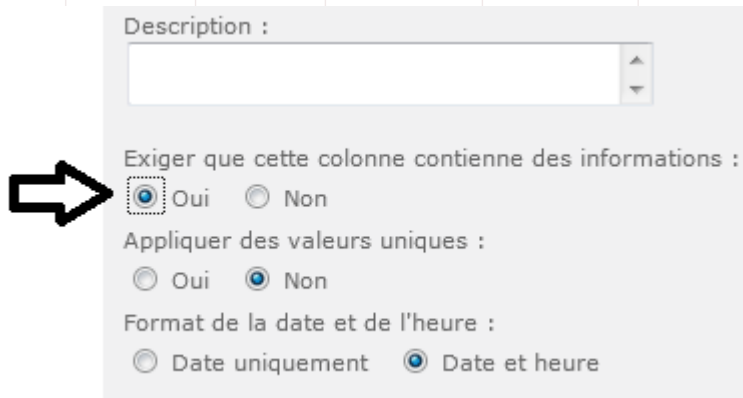 Description :
Exiger que cette colonne contienne des informations :
Oui Non
Appliquer des valeurs uniques :
Oui Non
Format de la date et de l'heure :
Date uniquement Date et heure